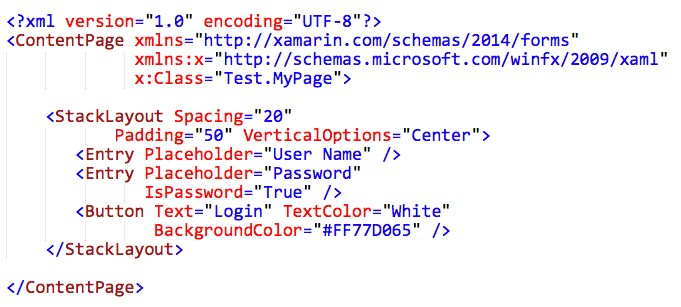 <?xml version="1.0" encoding="UTF-8"?>
<ContentPage xmlns="http://xamarin.com/schemas/2014/forms"
             xmlns:x="http://schemas.microsoft.com/winfx/2009/xaml"
             x:Class="Test.MyPage">
    <StackLayout Spacing="20"
           Padding="50" VerticalOptions="Center">
       <Entry Placeholder="User Name" />
       <Entry Placeholder="Password"
              IsPassword="True" />
       <Button Text="Login" TextColor="White"
               BackgroundColor="#FF77D065" />
    </StackLayout>
</ContentPage>